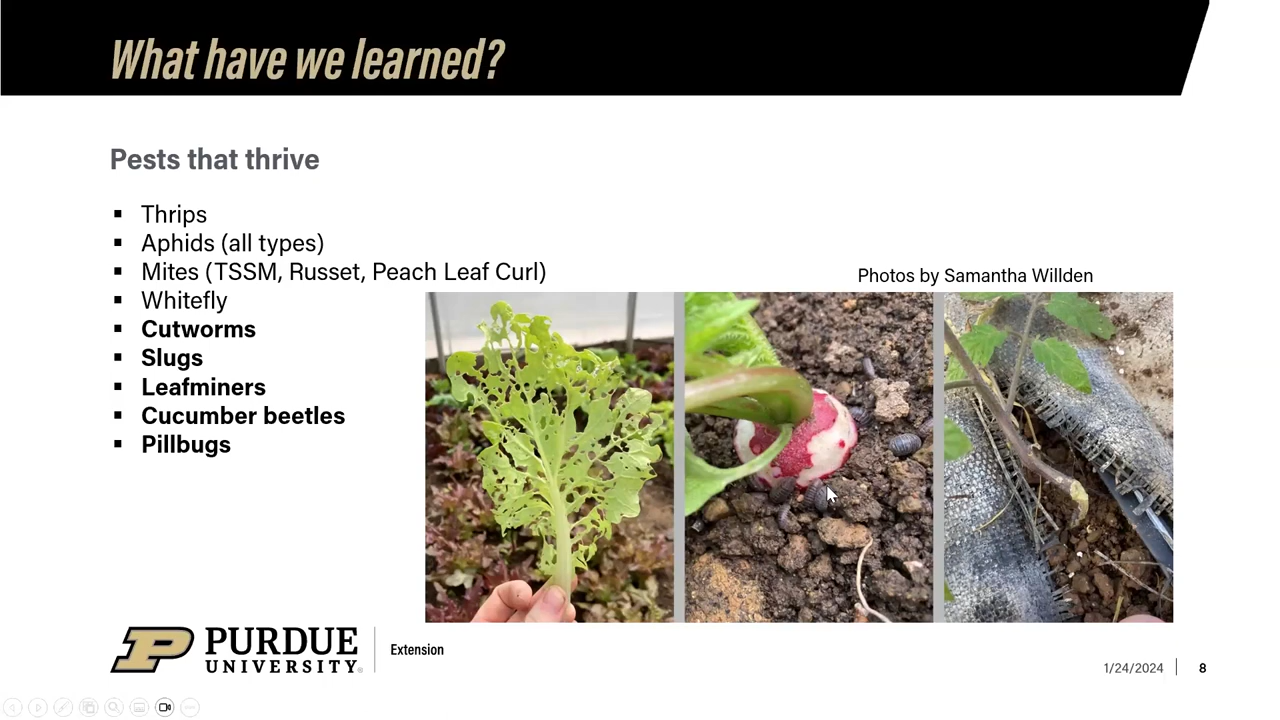 What have we learned?
Pests that thrive
▪ Thrips
▪ Aphids (all types)
▪ Mites (TSSM, Russet, Peach Leaf Curl)
▪ Whitefly
▪ Cutworms
▪ Slugs
▪ Leafminers
▪ Cucumber beetles
▪ Pillbugs
Photos by Samantha Willden
PURDUE
UNIVERSITY®
Extension
1/24/2024
8